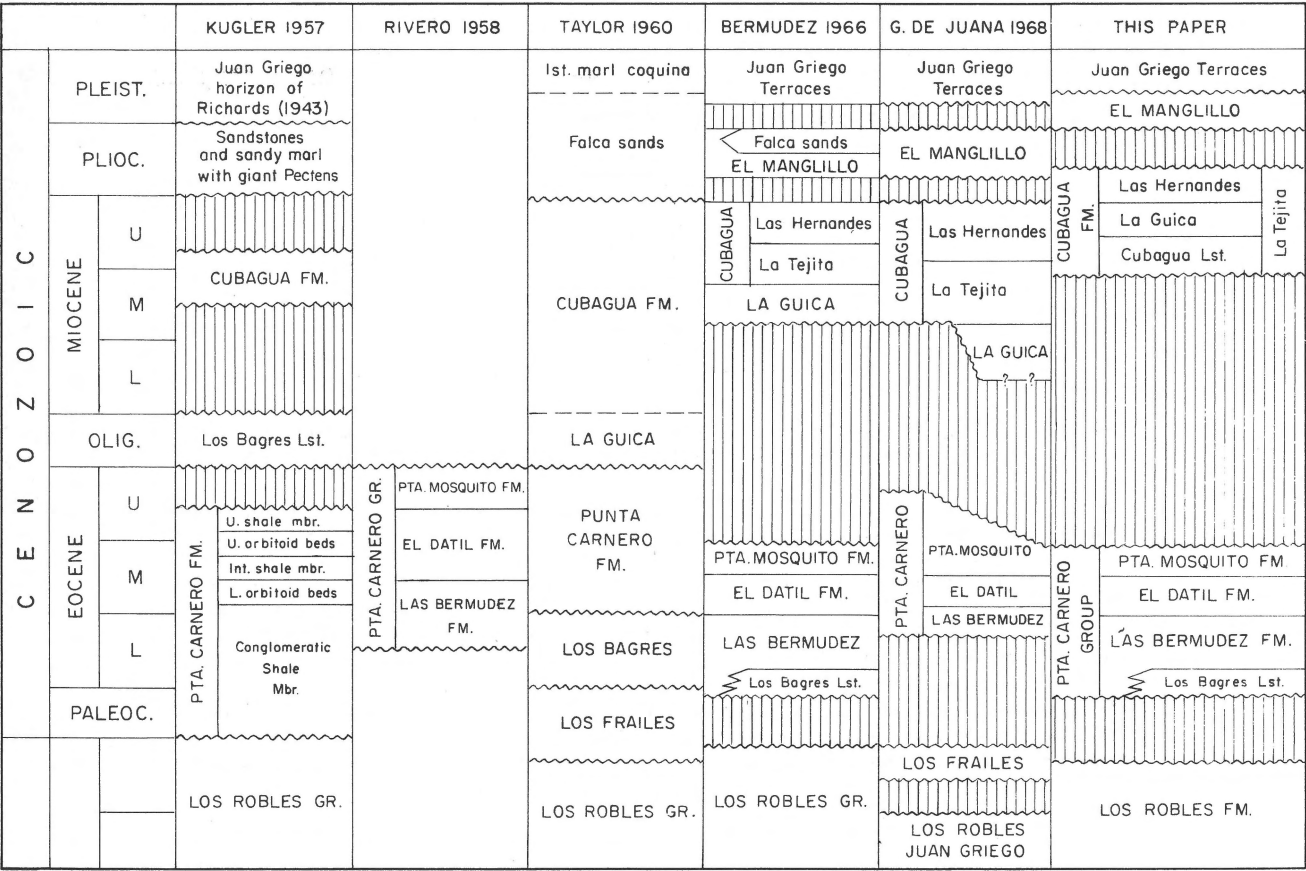 KUGLER 1957
RIVERO 1958
TAYLOR 1960
BERMUDEZ 1966
G. DE JUANA 1968
THIS PAPER
CENOZOIC
PLEIST.
PLIOC.
MIOCENE
U
M
L
OLIG.
EOCENE
U
M
L
PALEOC.
Juan Griego
horizon of
Richards (1943)
Sandstones
and sandy marl
with giant Pectens
CUBAGUA FM.
Los Bagres Lst.
PTA. CARNERO FM.
U. shale mbr.
U. orbitoid beds
Int. shale mbr.
L. orbitoid beds
Conglomeratic
Shale
Mbr.
LOS ROBLES GR.
PTA. CARNERO GR.
PTA. MOSQUITO FM.
EL DATIL FM.
LAS BERMUDEZ
FM.
lst. marl coquina
Falca sands
CUBAGUA FM.
LA GUICA
PUNTA
CARNERO
FM.
LOS BAGRES
LOS FRAILES
LOS ROBLES GR.
Juan Griego
Terraces
Falca sands
EL MANGLILLO
CUBAGUA
Las Hernandes
La Tejita
LA GUICA
PTA. MOSQUITO FM.
EL DATIL FM.
LAS BERMUDEZ
Los Bagres Lst.
LOS ROBLES GR.
Juan Griego
Terraces
EL MANGLILLO
CUBAGUA
Las Hernandes
La Tejita
LA GUICA
? ?
PTA. CARNERO
PTA. MOSQUITO
EL DATIL
LAS BERMUDEZ
LOS FRAILES
LOS ROBLES
JUAN GRIEGO
Juan Griego Terraces
EL MANGLILLO
CUBAGUA
FM.
Las Hernandes
La Guica
Cubagua Lst.
La Tejita
PTA. CARNERO
GROUP
PTA. MOSQUITO FM
EL DATIL FM.
LAS BERMUDEZ FM.
Los Bagres Lst.
LOS ROBLES FM.